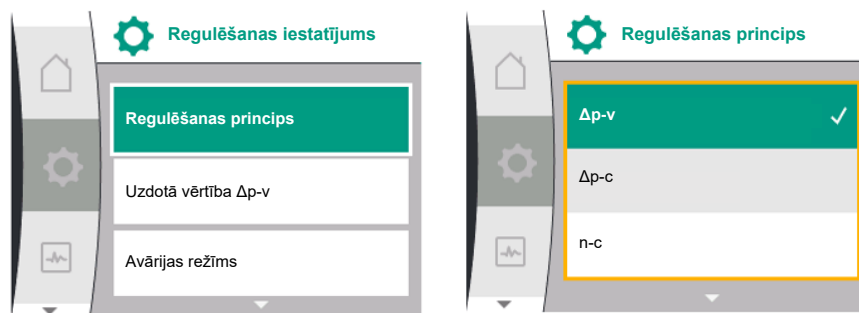 Regulēšanas iestatījums
Regulēšanas princips
Uzdotā vērtība Δp-v
Avārijas režīms
Regulēšanas princips
Δp-v
Δp-c
n-c